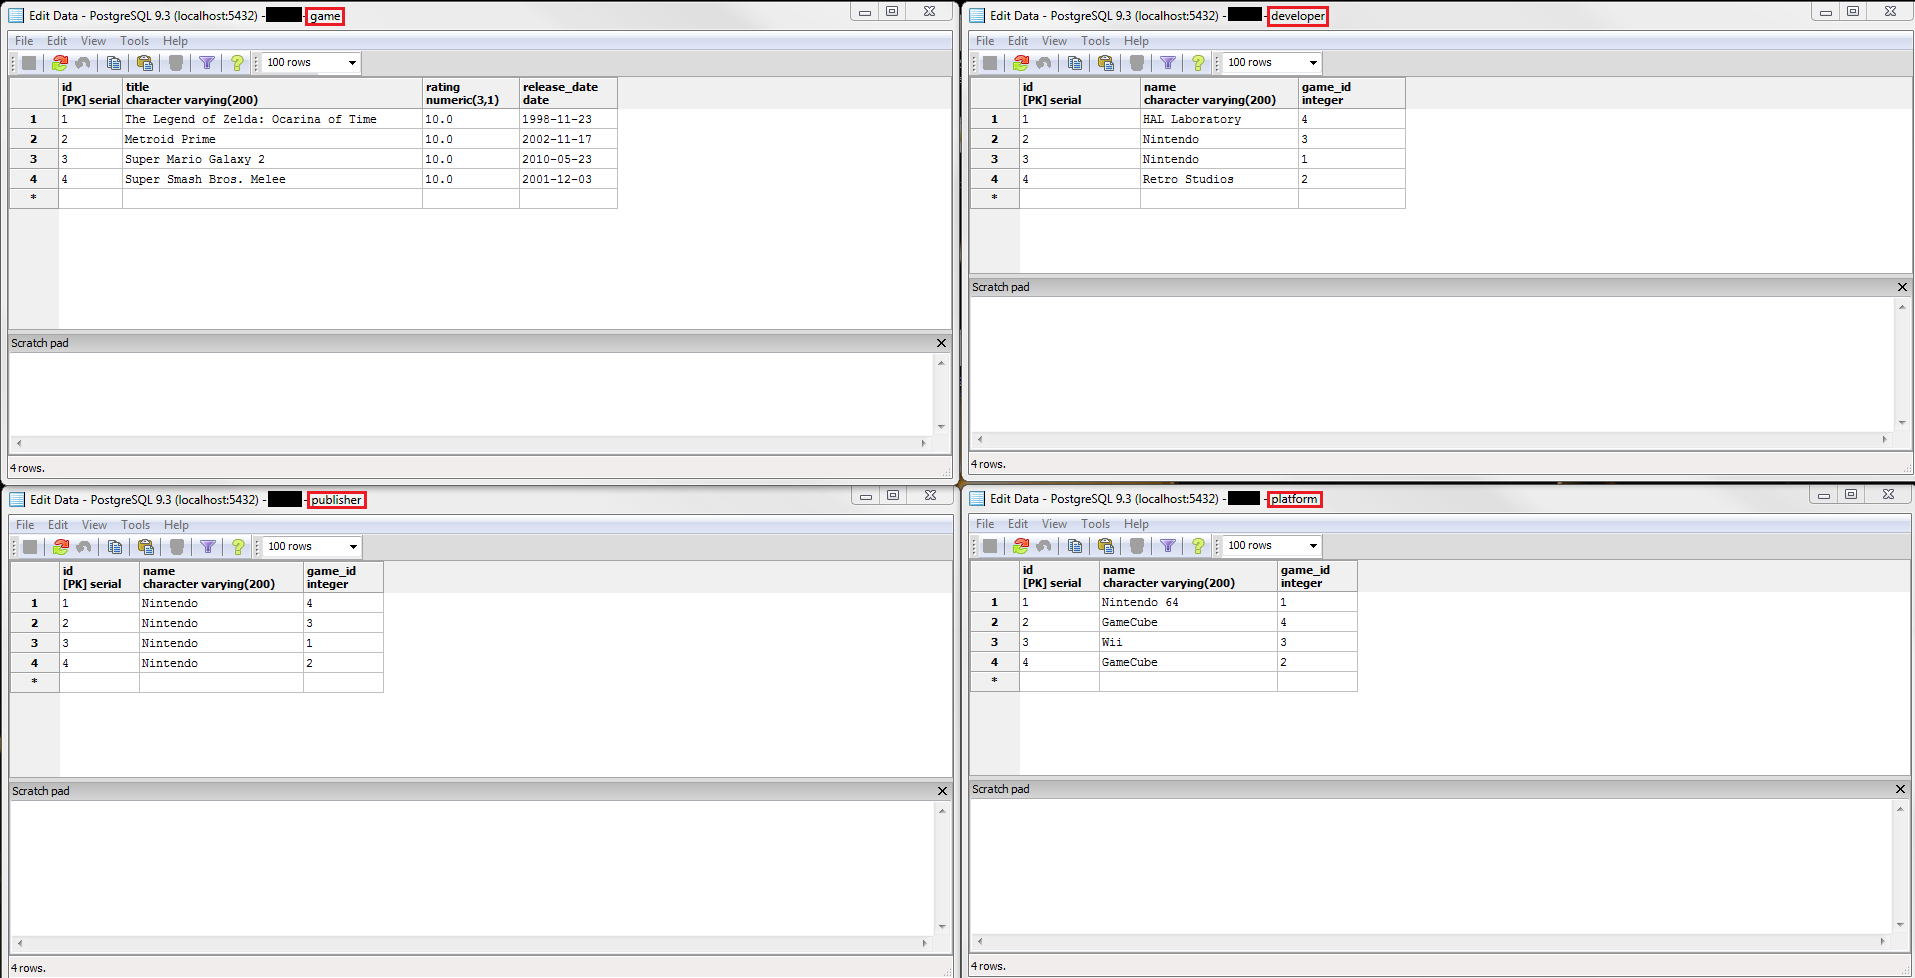 Edit Data - PostgreSQL 9.3 (localhost:5432) - - game
File Edit View Tools Help
100 rows
id title rating release_date
[PK] serial character varying(200) numeric(3,1) date
1 1 The Legend of Zelda: Ocarina of Time 10.0 1998-11-23
2 2 Metroid Prime 10.0 2002-11-17
3 3 Super Mario Galaxy 2 10.0 2010-05-23
4 4 Super Smash Bros. Melee 10.0 2001-12-03
*
Scratch pad
4 rows.
Edit Data - PostgreSQL 9.3 (localhost:5432) - - developer
File Edit View Tools Help
100 rows
id name game_id
[PK] serial character varying(200) integer
1 1 HAL Laboratory 4
2 2 Nintendo 3
3 3 Nintendo 1
4 4 Retro Studios 2
*
Scratch pad
4 rows.
Edit Data - PostgreSQL 9.3 (localhost:5432) - - publisher
File Edit View Tools Help
100 rows
id name game_id
[PK] serial character varying(200) integer
1 1 Nintendo 4
2 2 Nintendo 3
3 3 Nintendo 1
4 4 Nintendo 2
*
Scratch pad
4 rows.
Edit Data - PostgreSQL 9.3 (localhost:5432) - - platform
File Edit View Tools Help
100 rows
id name game_id
[PK] serial character varying(200) integer
1 1 Nintendo 64 1
2 2 GameCube 4
3 3 Wii 3
4 4 GameCube 2
*
Scratch pad
4 rows.